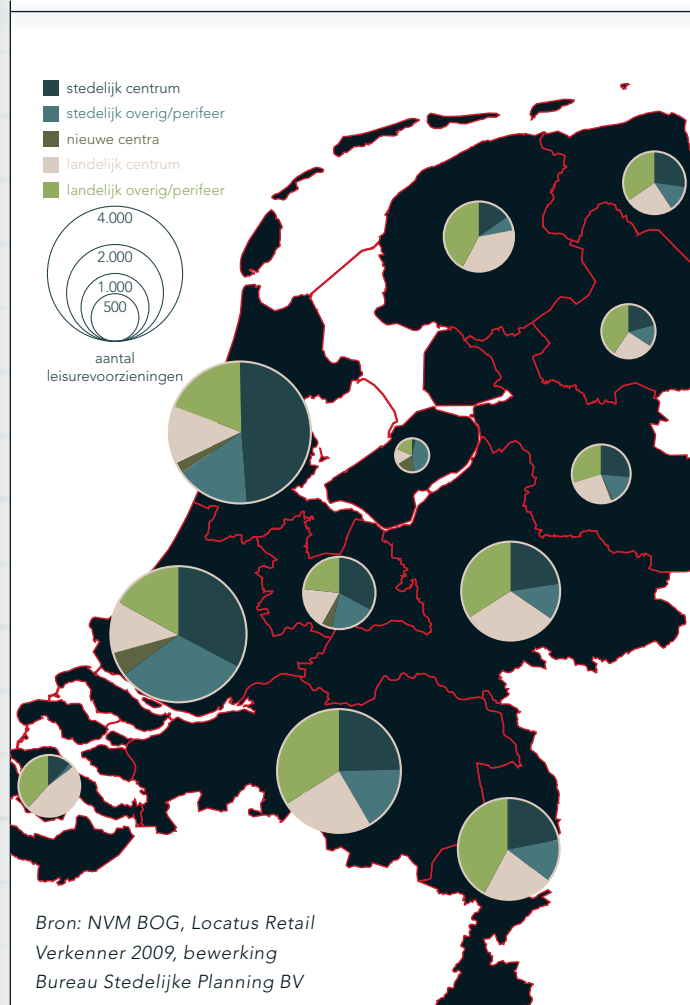 stedelijk centrum
stedelijk overig/perifeer
nieuwe centra
landelijk centrum
landelijk overig/perifeer
4.000
2.000
1.000
500
aantal
leisurevoorzieningen
Bron: NVM BOG, Locatus Retail
Verkenner 2009, bewerking
Bureau Stedelijke Planning BV